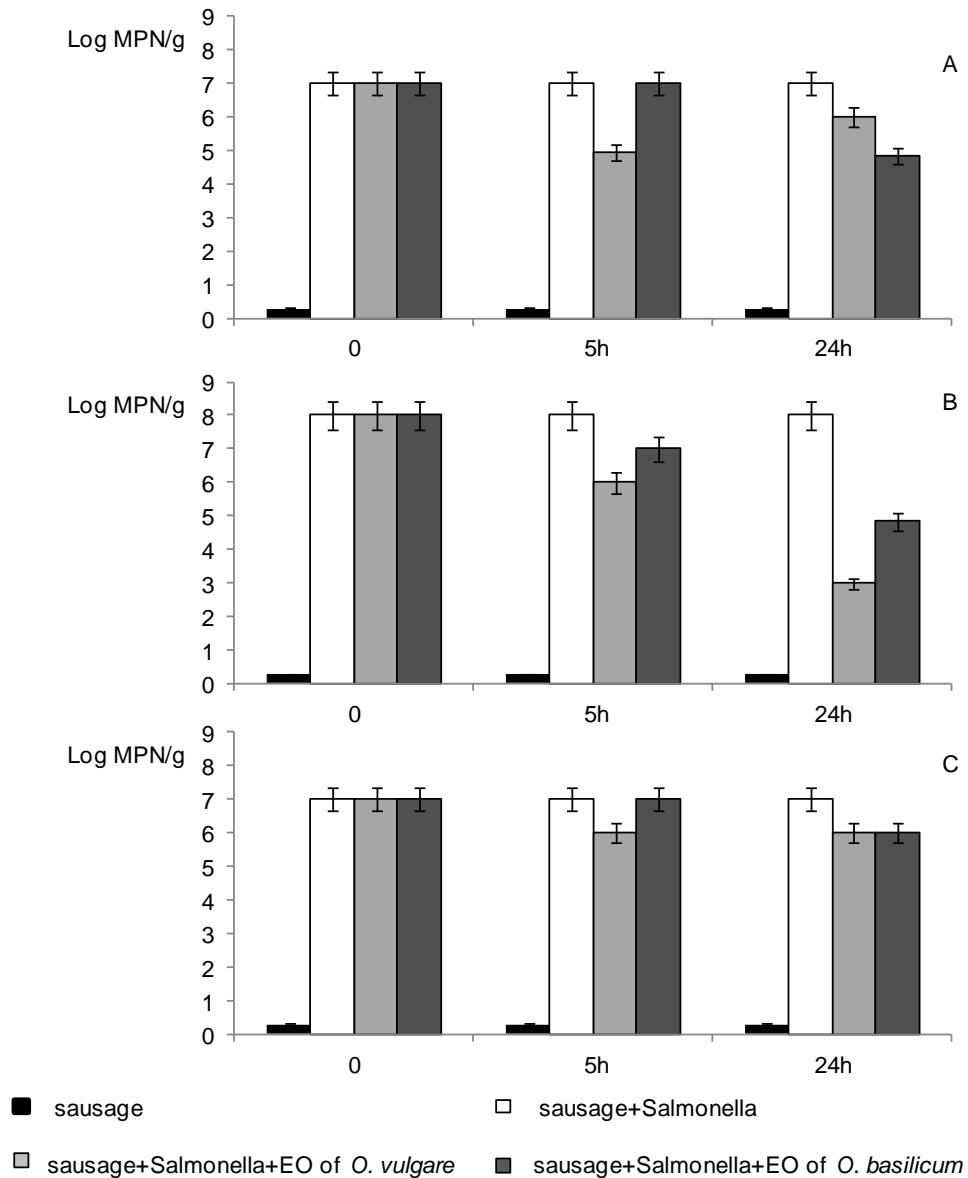 9
Log MPN/g
8
A
7
6
5
4
3
2
1
0
0 5h 24h
9
Log MPN/g
8
B
7
6
5
4
3
2
1
0
0 5h 24h
9
Log MPN/g
8
C
7
6
5
4
3
2
1
0
0 5h 24h
sausage sausage+Salmonella
sausage+Salmonella+EO of O. vulgare sausage+Salmonella+EO of O. basilicum